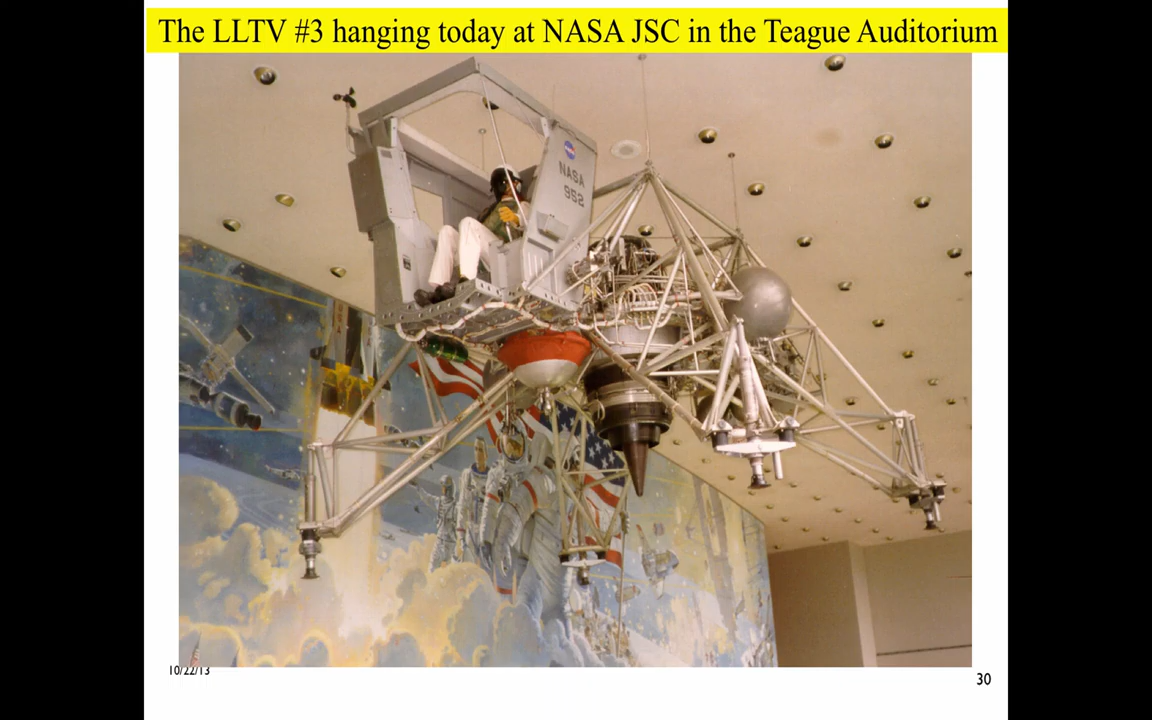 The LLTV #3 hanging today at NASA JSC in the Teague Auditorium
NASA
952
10/22/13
30